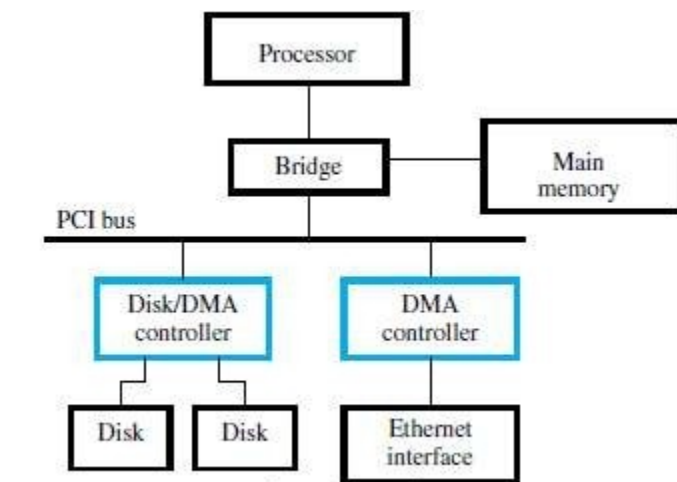 Processor
Bridge
Main
memory
PCI bus
Disk/DMA
controller
DMA
controller
Disk
Disk
Ethernet
interface